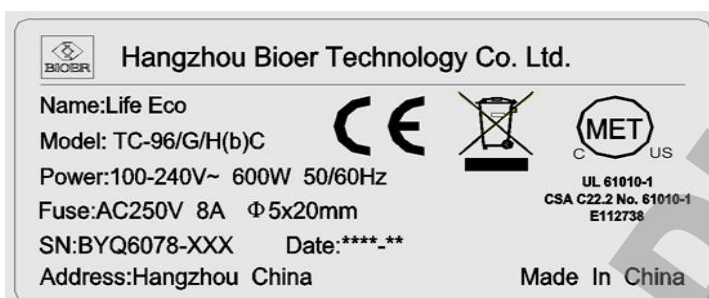 BIOER
Hangzhou Bioer Technology Co. Ltd.
Name:Life Eco
Model: TC-96/G/H(b)C
Power:100-240V~ 600W 50/60Hz
Fuse:AC250V 8A Φ5x20mm
SN:BYQ6078-XXX Date:****-**
Address:Hangzhou China
CE
MET
C US
UL 61010-1
CSA C22.2 No. 61010-1
E112738
Made In China